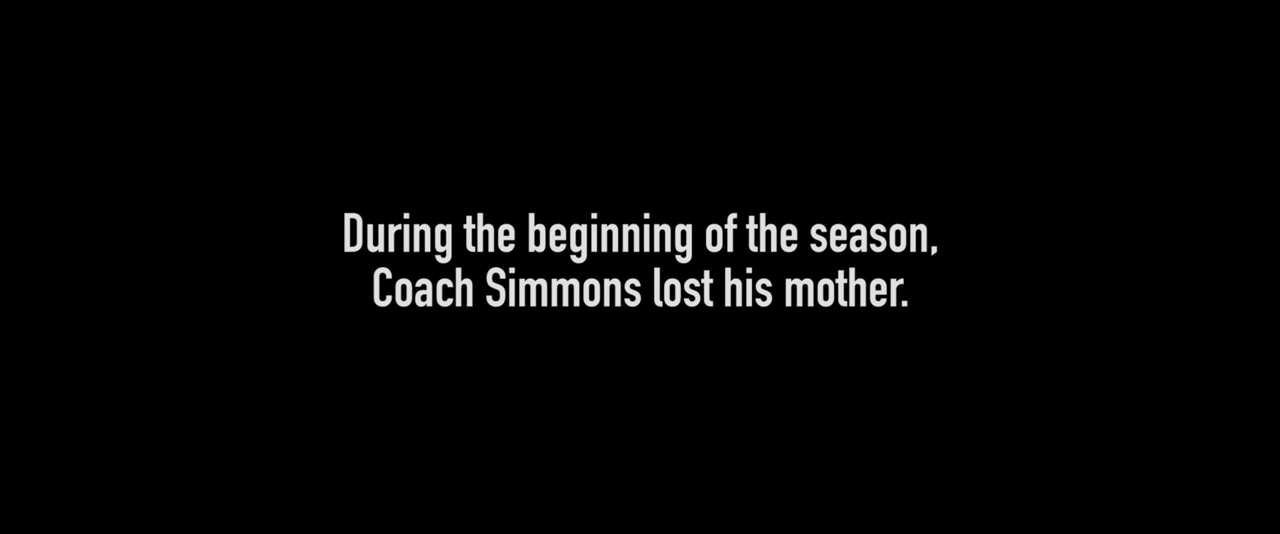 During the beginning of the season,
Coach Simmons lost his mother.